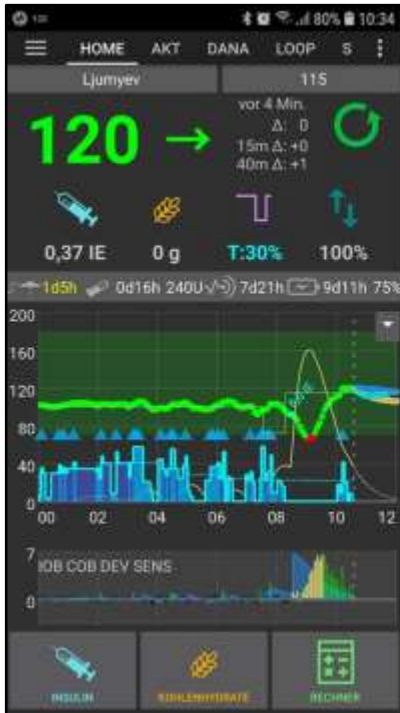 80% 10:34
HOME AKT DANA LOOP S
Ljumyev 115
120
vor 4 Min.
Δ: 0
15m Δ: +0
40m Δ: +1
0,37 IE 0 g T:30% 100%
1d5h 0d16h 240U 7d21h 9d11h 75%
200
160
120
80
40
0
00 02 04 06 08 10 12
7
IOB COB DEV SENS
0
INSULIN KOHLENHYDRATE RECHNER